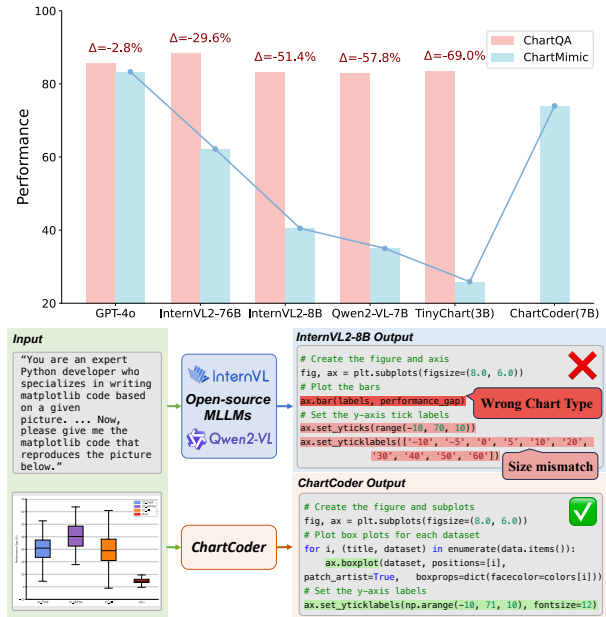 100
80
60
40
20
Performance
Δ=-2.8%
Δ=-29.6%
Δ=-51.4%
Δ=-57.8%
Δ=-69.0%
ChartQA
ChartMimic
GPT-4o
InternVL2-76B
InternVL2-8B
Qwen2-VL-7B
TinyChart(3B)
ChartCoder(7B)
Input
“You are an expert
Python developer who
specializes in writing
matplotlib code based
on a given
picture. ... Now,
please give me the
matplotlib code that
reproduces the picture
below.”
InternVL
Open-source
MLLMs
Qwen2-VL
ChartCoder
InternVL2-8B Output
# Create the figure and axis
fig, ax = plt.subplots(figsize=(8.0, 6.0))
# Plot the bars
ax.bar(labels, performance_gap)
Wrong Chart Type
# Set the y-axis tick labels
ax.set_yticks(range(-10, 70, 10))
ax.set_yticklabels(['-10', '-5', '0', '5', '10', '20',
'30', '40', '50', '60'])
Size mismatch
ChartCoder Output
# Create the figure and subplots
fig, ax = plt.subplots(figsize=(8.0, 6.0))
# Plot box plots for each dataset
for i, (title, dataset) in enumerate(data.items()):
ax.boxplot(dataset, positions=[i],
patch_artist=True, boxprops=dict(facecolor=colors[i]))
# Set the y-axis labels
ax.set_yticklabels(np.arange(-10, 71, 10), fontsize=12)